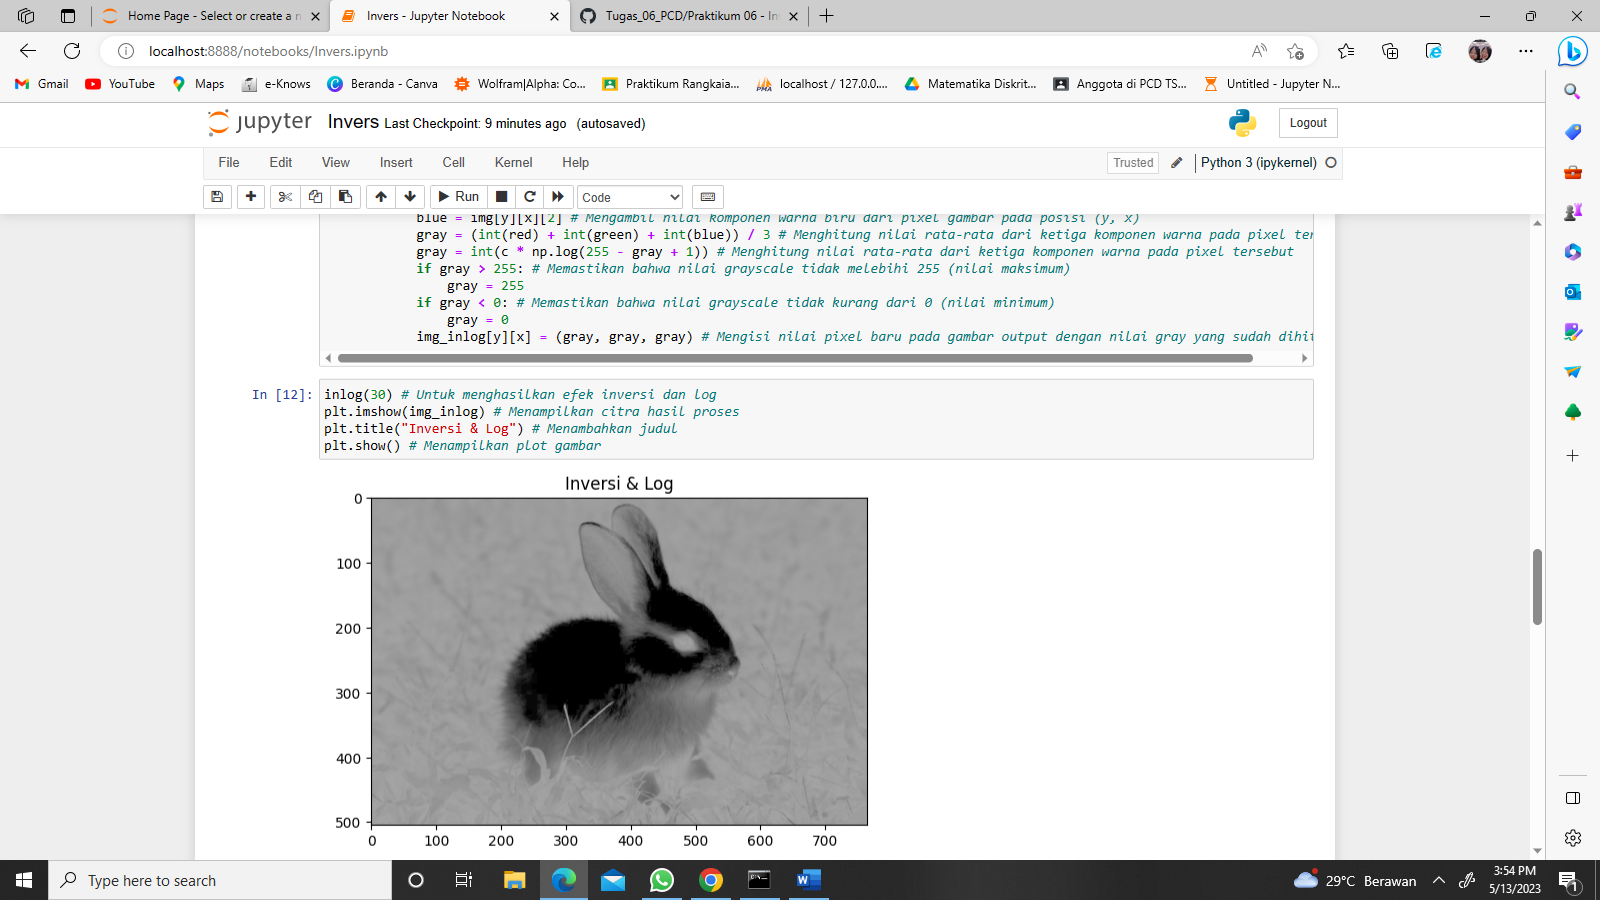 Home Page - Select or create a n
Invers - Jupyter Notebook
Tugas_06_PCD/Praktikum 06 - In
localhost:8888/notebooks/Invers.ipynb
Gmail
YouTube
Maps
e-Knows
Beranda - Canva
Wolfram|Alpha: Co...
Praktikum Rangkaia...
localhost / 127.0.0....
Matematika Diskrit...
Anggota di PCD TS...
Untitled - Jupyter N...
jupyter Invers Last Checkpoint: 9 minutes ago (autosaved)
Logout
File Edit View Insert Cell Kernel Help
Trusted
Python 3 (ipykernel)
Run
Code
blue = img[y][x][2] # Mengambil nilai komponen warna biru dari pixel gambar pada posisi (y, x)
gray = (int(red) + int(green) + int(blue)) / 3 # Menghitung nilai rata-rata dari ketiga komponen warna pada pixel ter
gray = int(c * np.log(255 - gray + 1)) # Menghitung nilai rata-rata dari ketiga komponen warna pada pixel tersebut
if gray > 255: # Memastikan bahwa nilai grayscale tidak melebihi 255 (nilai maksimum)
gray = 255
if gray < 0: # Memastikan bahwa nilai grayscale tidak kurang dari 0 (nilai minimum)
gray = 0
img_inlog[y][x] = (gray, gray, gray) # Mengisi nilai pixel baru pada gambar output dengan nilai gray yang sudah dihit
In [12]:
inlog(30) # Untuk menghasilkan efek inversi dan log
plt.imshow(img_inlog) # Menampilkan citra hasil proses
plt.title("Inversi & Log") # Menambahkan judul
plt.show() # Menampilkan plot gambar
Inversi & Log
0
100
200
300
400
500
0 100 200 300 400 500 600 700
Type here to search
29°C Berawan
3:54 PM
5/13/2023
1